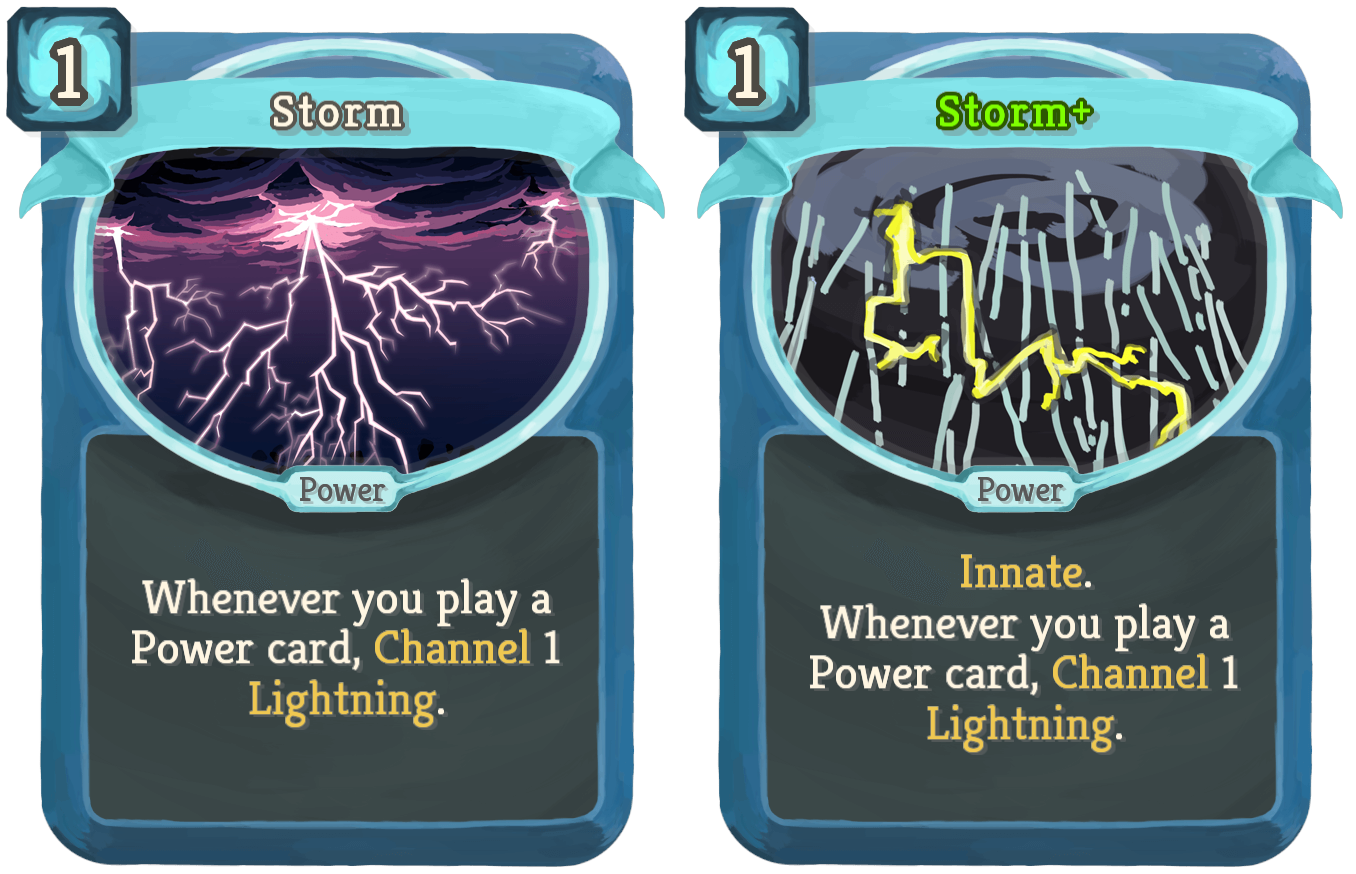 1
Storm
Power
Whenever you play a
Power card, Channel 1
Lightning.
1
Storm+
Power
Innate.
Whenever you play a
Power card, Channel 1
Lightning.